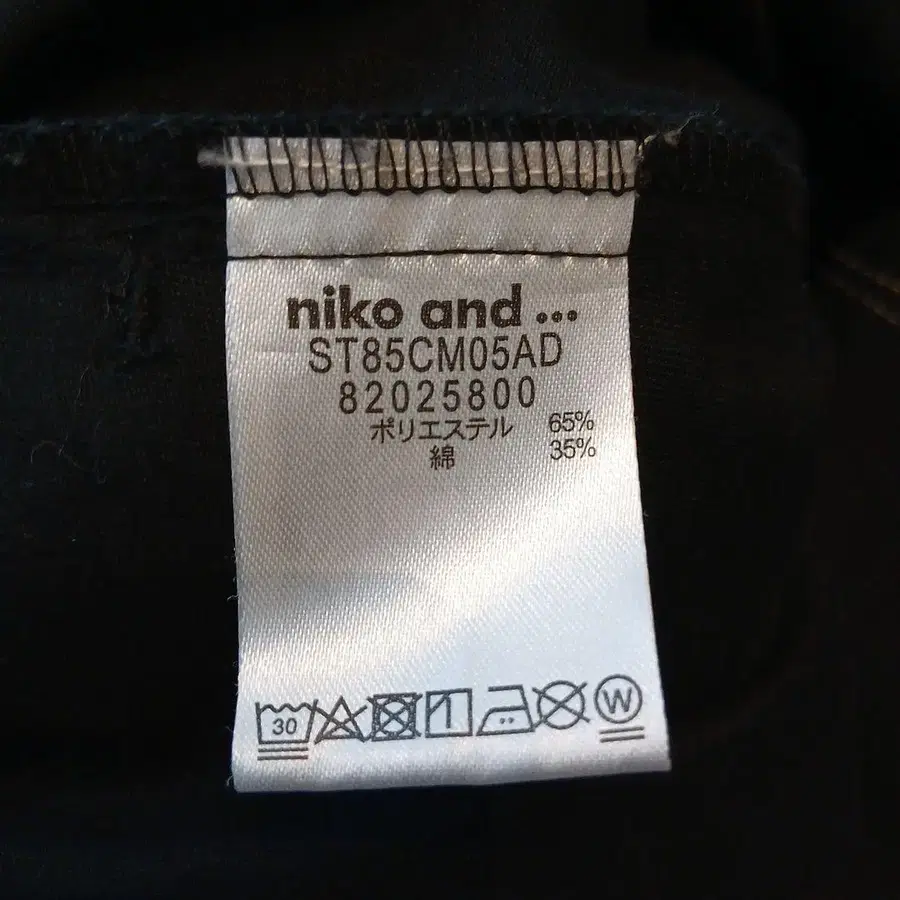 niko and ...
ST85CM05AD
82025800
ポリエステル 65%
綿 35%
30
W